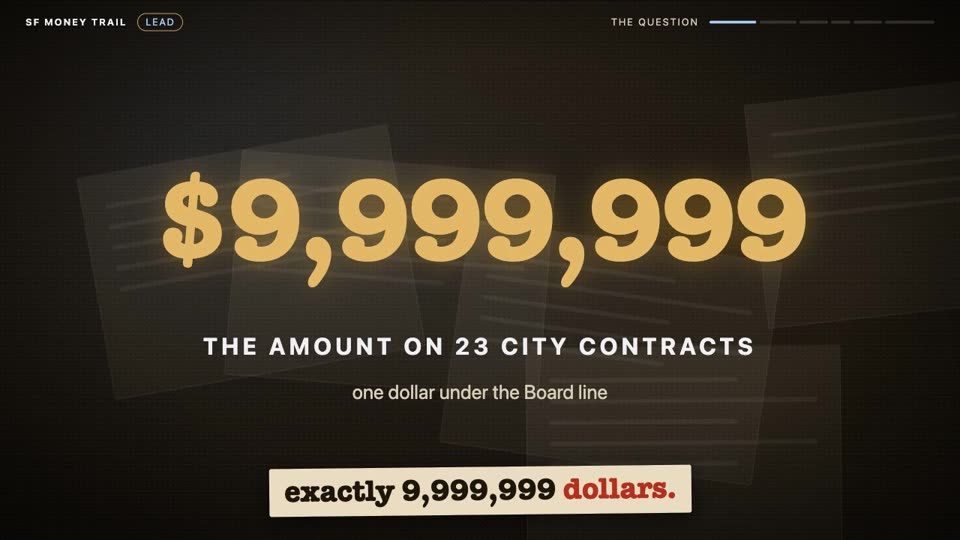 SF MONEY TRAIL LEAD THE QUESTION
$9,999,999
THE AMOUNT ON 23 CITY CONTRACTS
one dollar under the Board line
exactly 9,999,999 dollars.